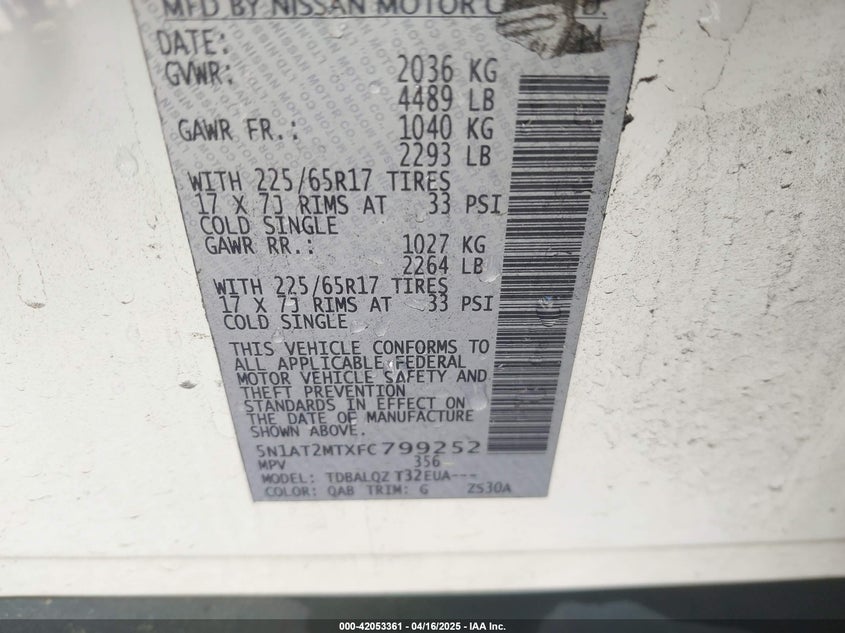 MFD BY NISSAN MOTOR
DATE:
GVWR: 2036 KG
4489 LB
GAWR FR.: 1040 KG
2293 LB
WITH 225/65R17 TIRES
17 X 7J RIMS AT 33 PSI
COLD SINGLE
GAWR RR.: 1027 KG
2264 LB
WITH 225/65R17 TIRES
17 X 7J RIMS AT 33 PSI
COLD SINGLE
THIS VEHICLE CONFORMS TO
ALL APPLICABLE FEDERAL
MOTOR VEHICLE SAFETY AND
THEFT PREVENTION
STANDARDS IN EFFECT ON
THE DATE OF MANUFACTURE
SHOWN ABOVE.
5N1AT2MTXFC799252
MPV 356
MODEL: TDBALQZ T32EUA---
COLOR: QAB TRIM: G ZS30A
000-42053361 - 04/16/2025 - IAA Inc.